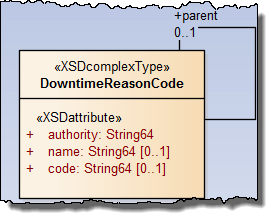 +parent
0..1
«XSDcomplexType»
DowntimeReasonCode
«XSDattribute»
+ authority: String64
+ name: String64 [0..1]
+ code: String64 [0..1]